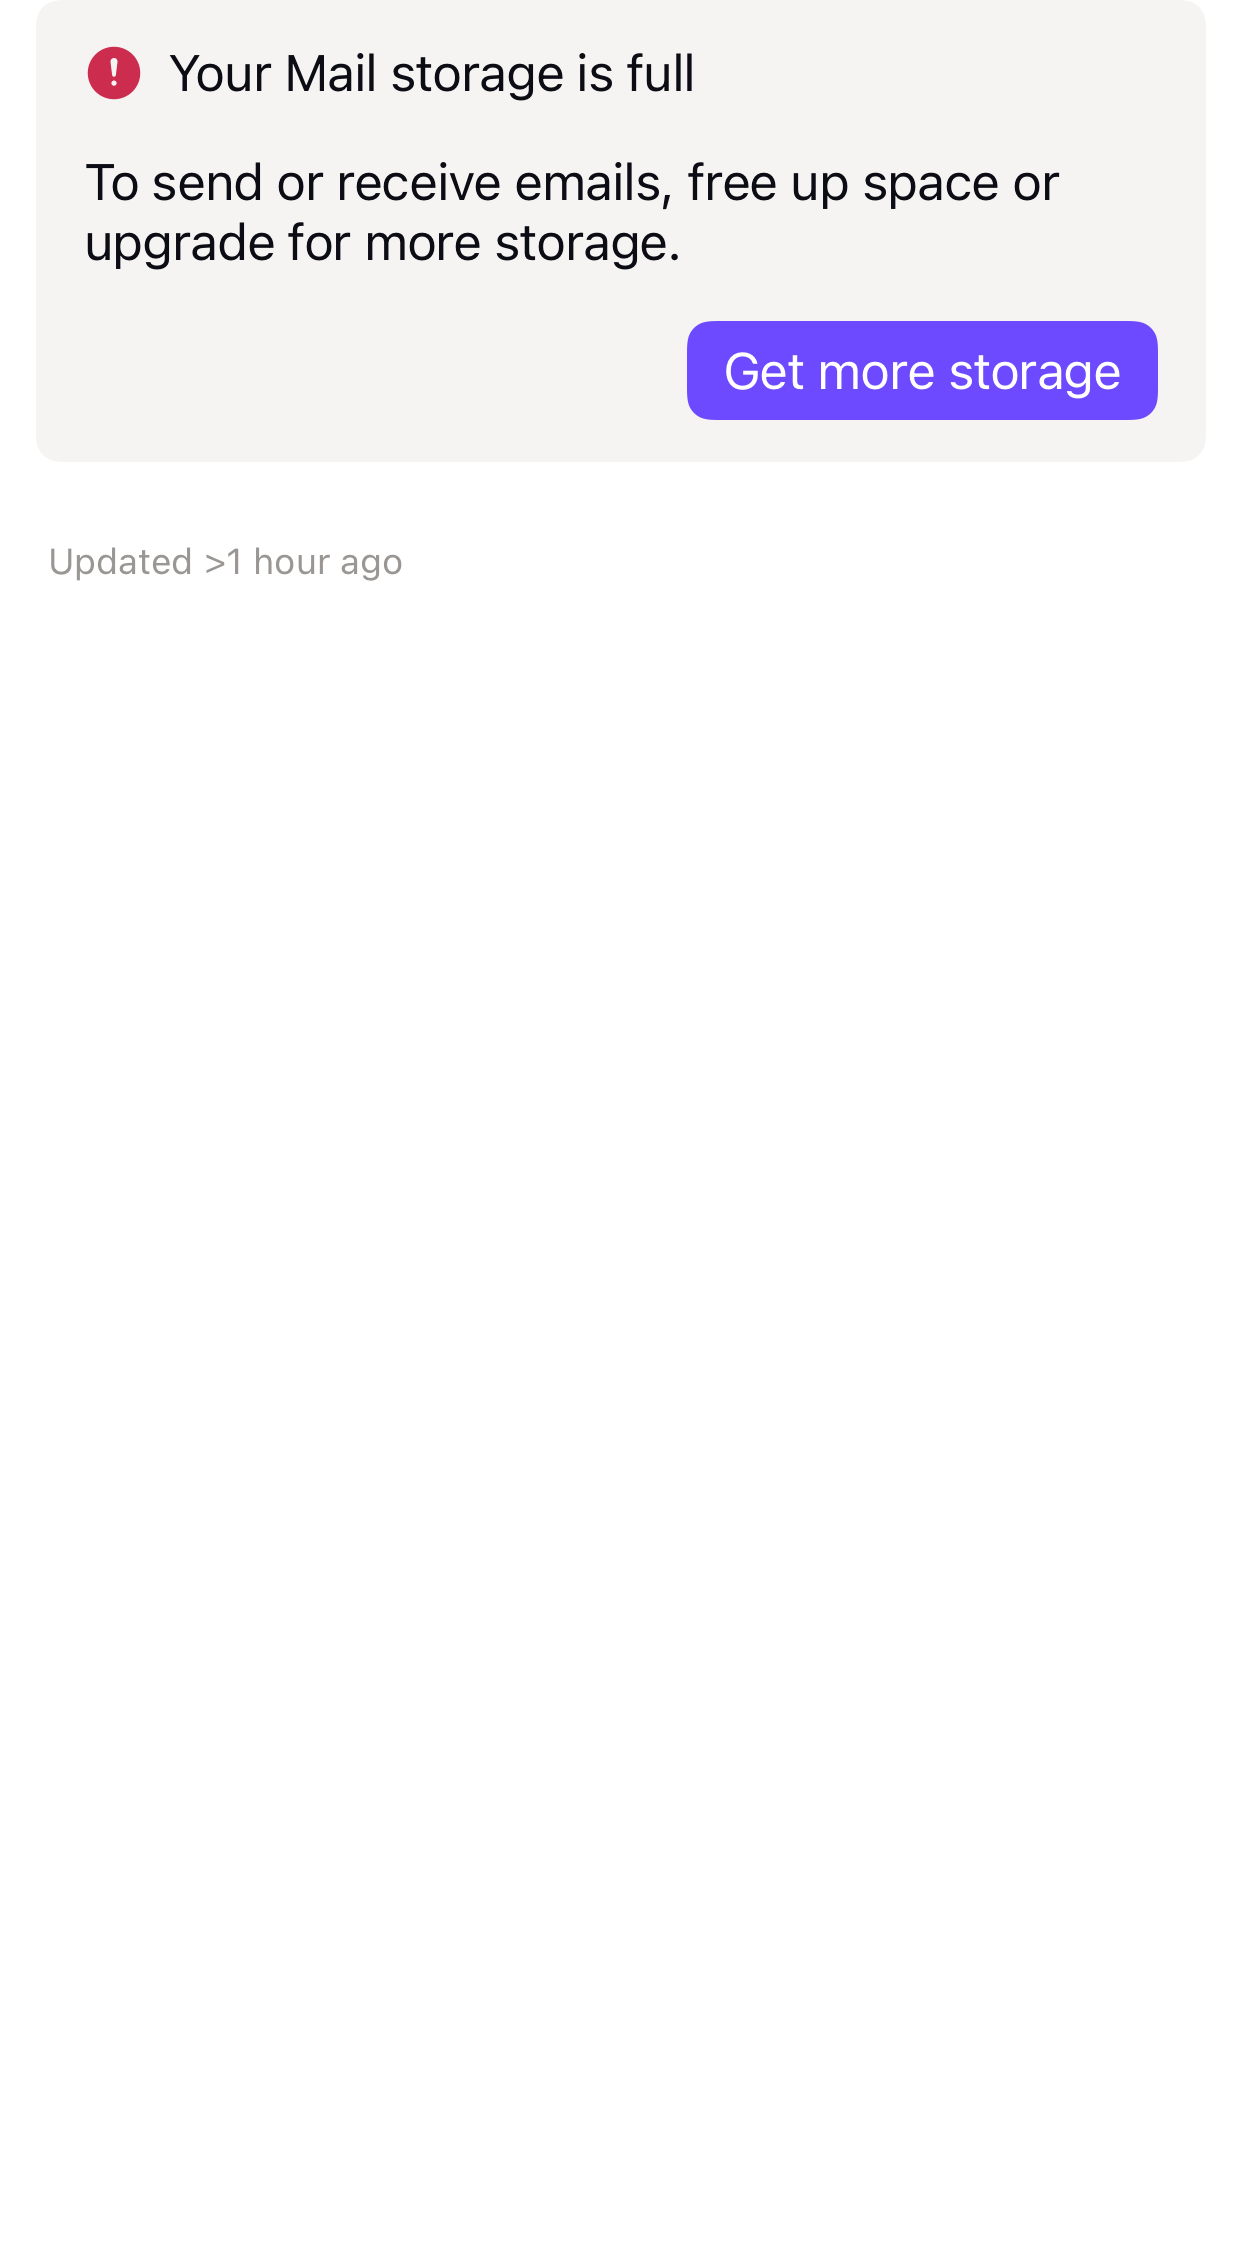 Your Mail storage is full
To send or receive emails, free up space or
upgrade for more storage.
Get more storage
Updated >1 hour ago